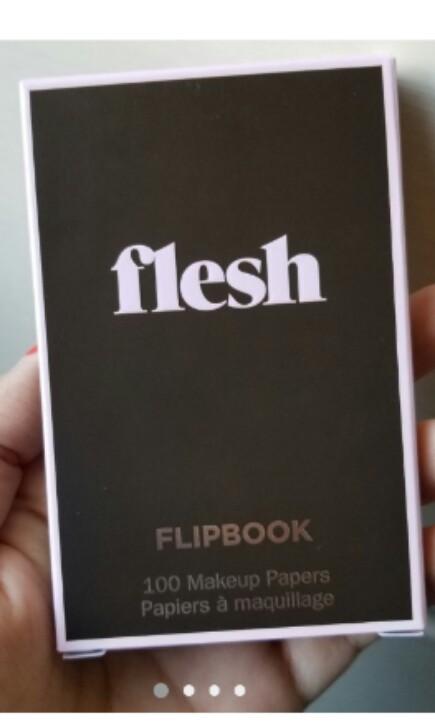 flesh
FLIPBOOK
100 Makeup Papers
Papiers à maquillage